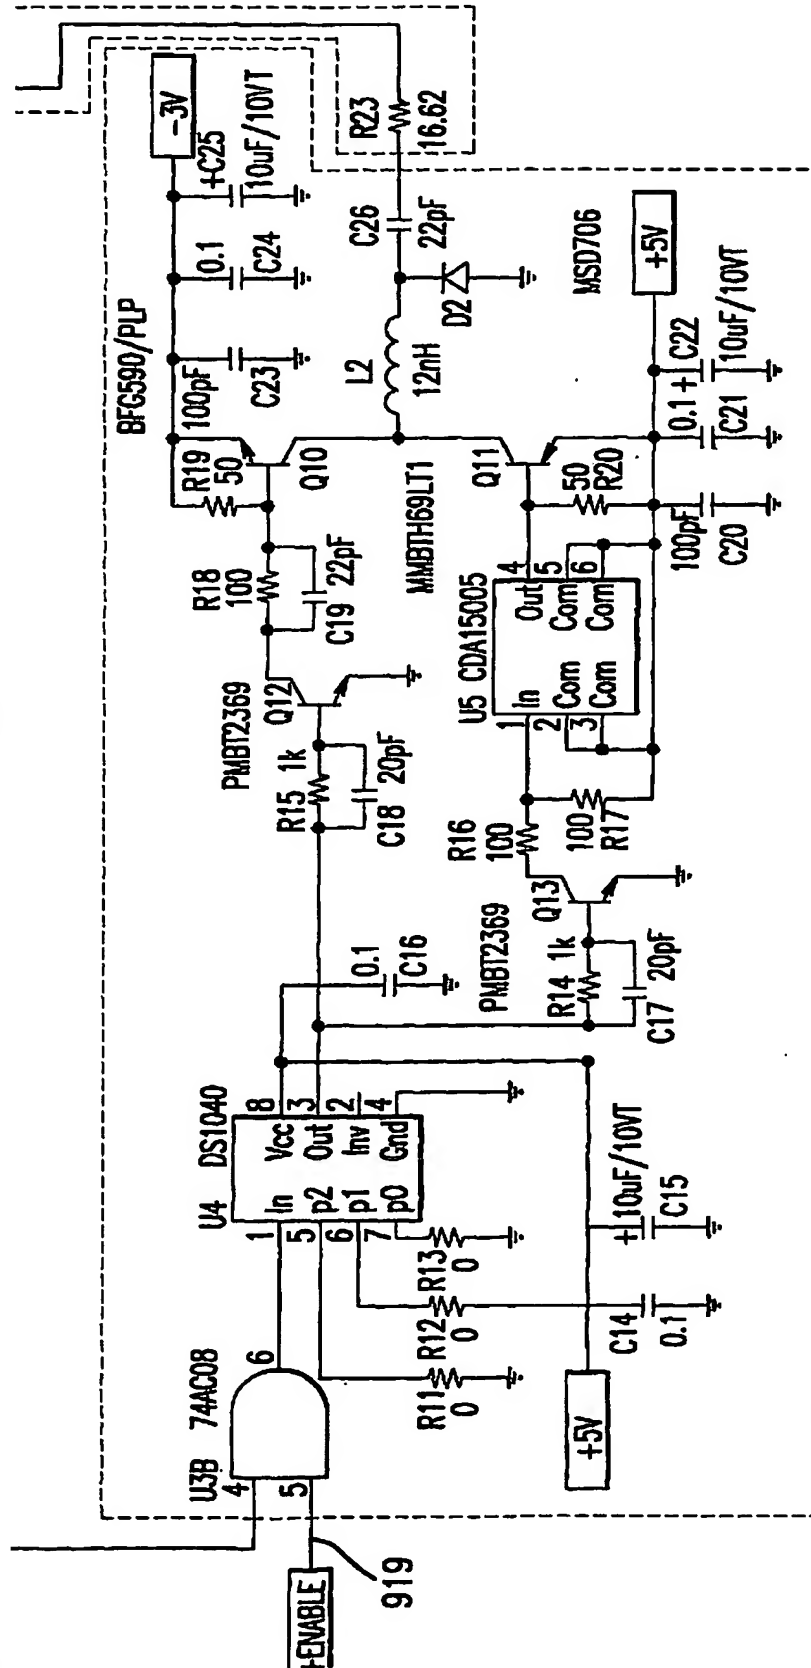 -3V
+C25
10uF/10VT
0.1
C24
BFG590/PLP
100pF
C23
R23
16.62
C26
22pF
D2
L2
12nH
MSD706
+5V
R19
50
Q10
R18
100
C19
22pF
MMBTH69LT1
Q11
50
R20
0.1
+
C22
10uF/10VT
C21
100pF
C20
PMBT2369
Q12
R15
1k
C18
20pF
U5
CDA15005
1
In
Out
4
2
Com
Com
5
3
Com
Com
6
R16
100
100
R17
PMBT2369
Q13
R14
1k
C17
20pF
0.1
C16
U4
DS1040
1
In
Vcc
8
5
p2
Out
3
6
p1
Inv
2
7
p0
Gnd
4
R13
0
R12
0
R11
0
+
10uF/10VT
C15
C14
0.1
+5V
U3B
74AC08
4
5
6
+ENABLE
919